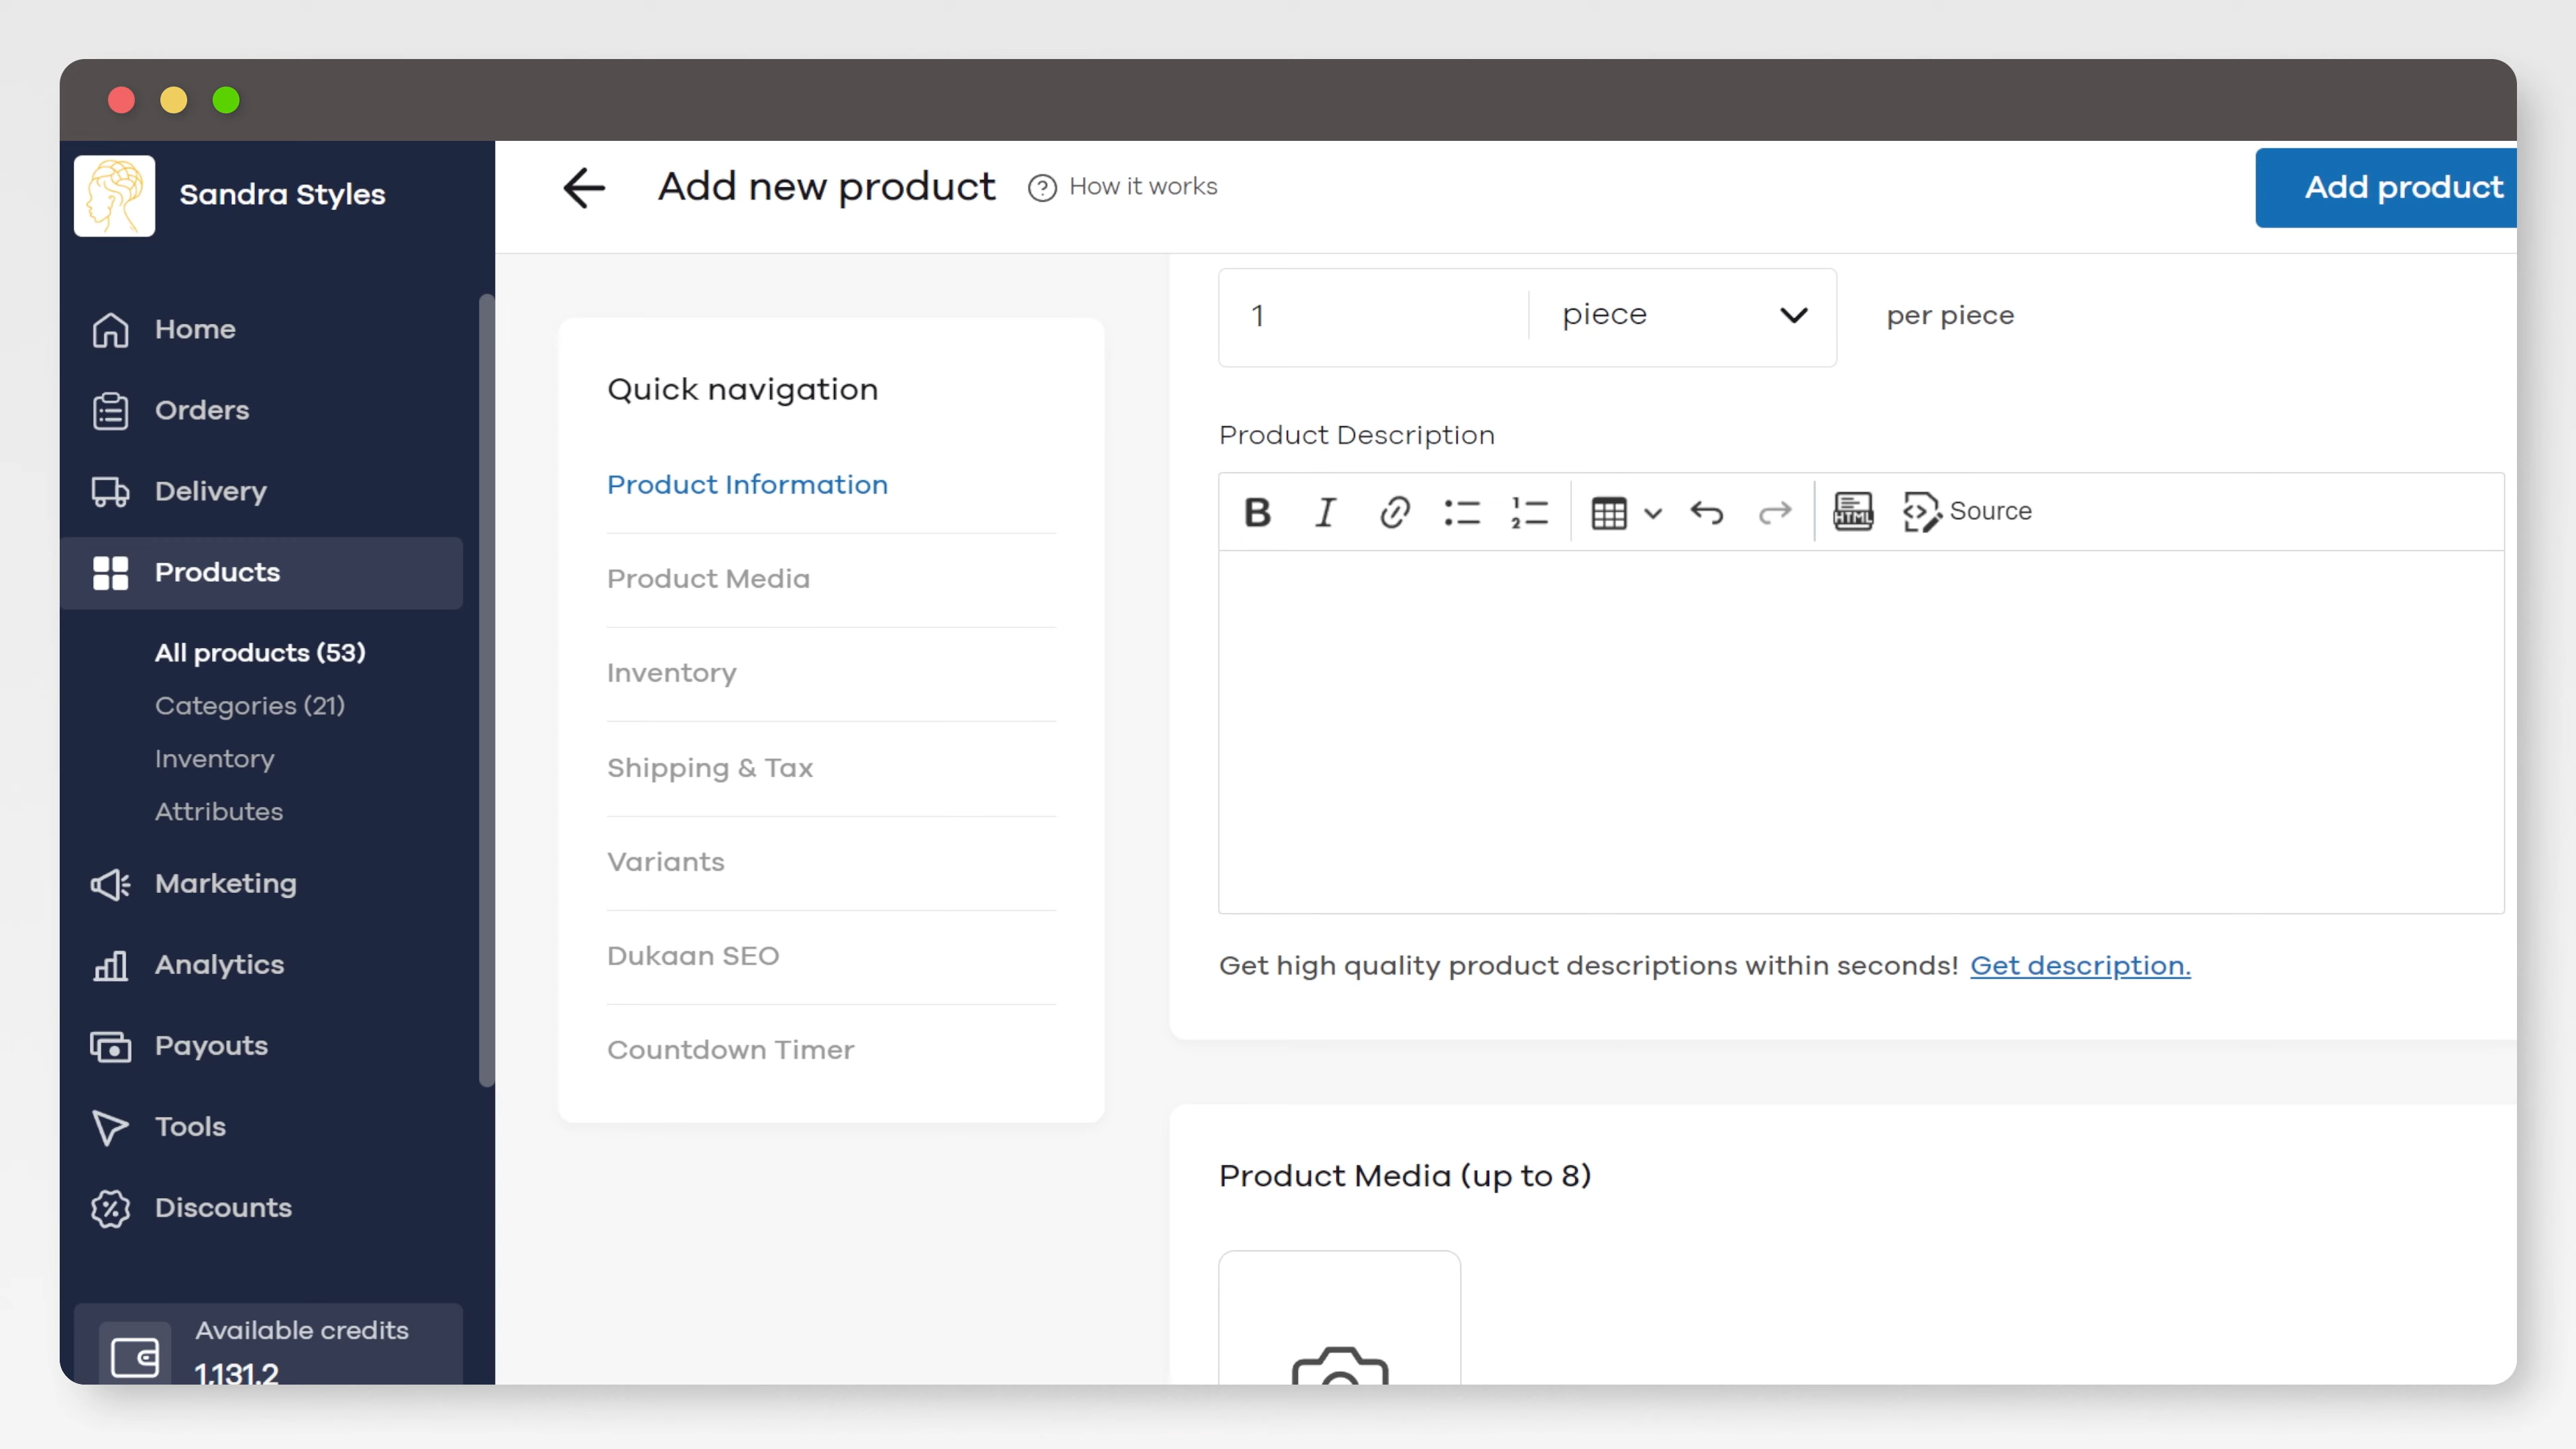 Sandra Styles
Add new product
How it works
Add product
Home
Orders
Delivery
Products
All products (53)
Categories (21)
Inventory
Attributes
Marketing
Analytics
Payouts
Tools
Discounts
Available credits
1,131.2
Quick navigation
Product Information
Product Media
Inventory
Shipping & Tax
Variants
Dukaan SEO
Countdown Timer
1 piece per piece
Product Description
B I HTML Source
Get high quality product descriptions within seconds! Get description.
Product Media (up to 8)